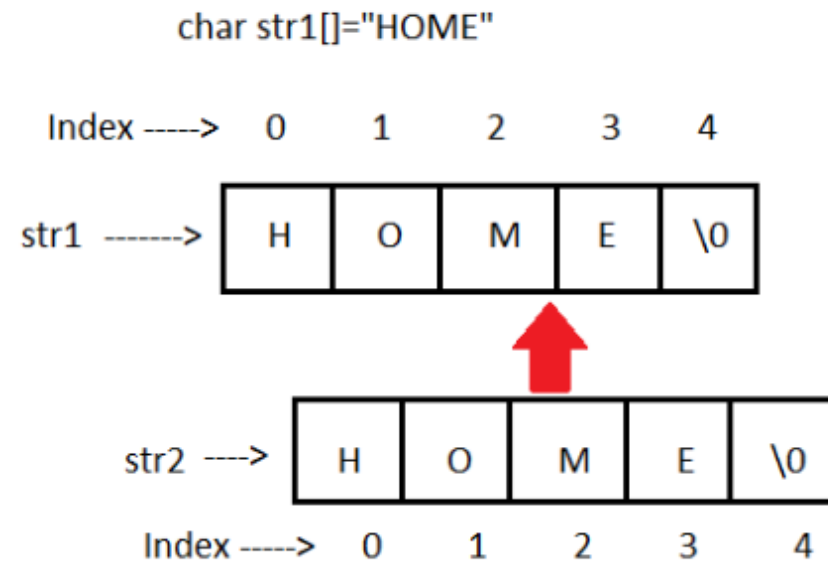 char str1[]="HOME"
Index -----> 0 1 2 3 4
str1 -------> H O M E \0
str2 ----> H O M E \0
Index -----> 0 1 2 3 4